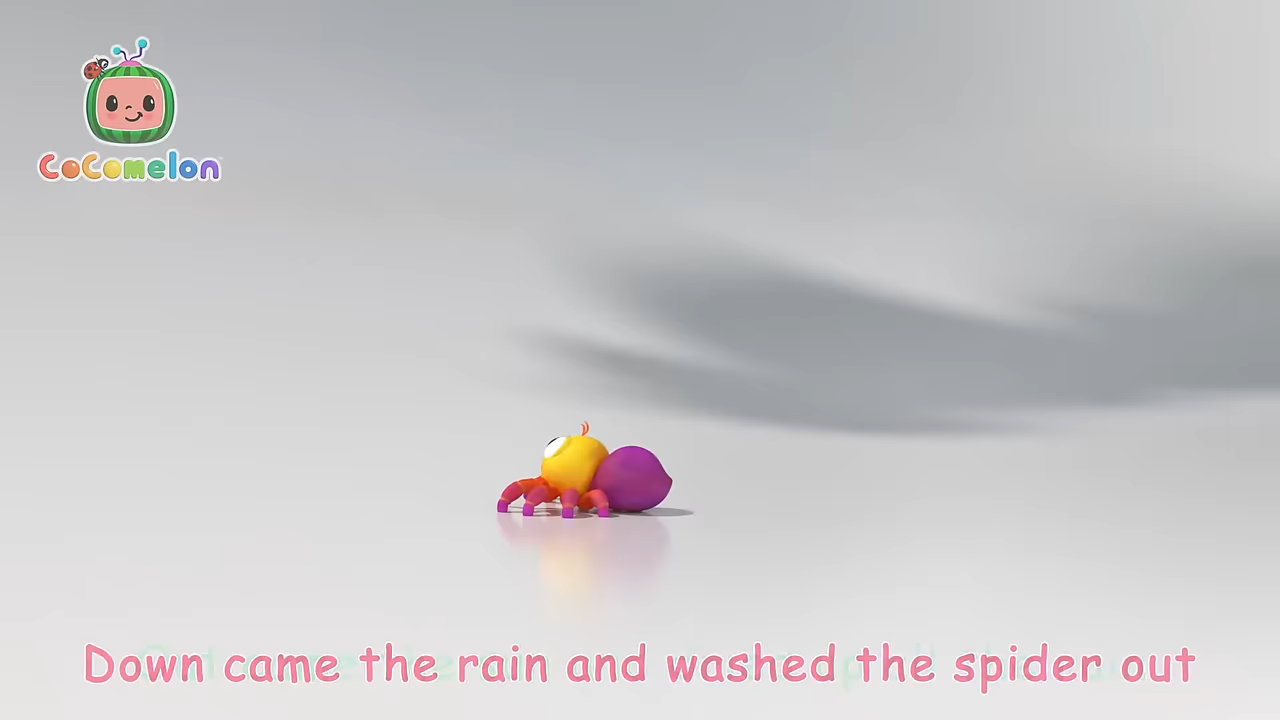 CoComelon
Down came the rain and washed the spider out